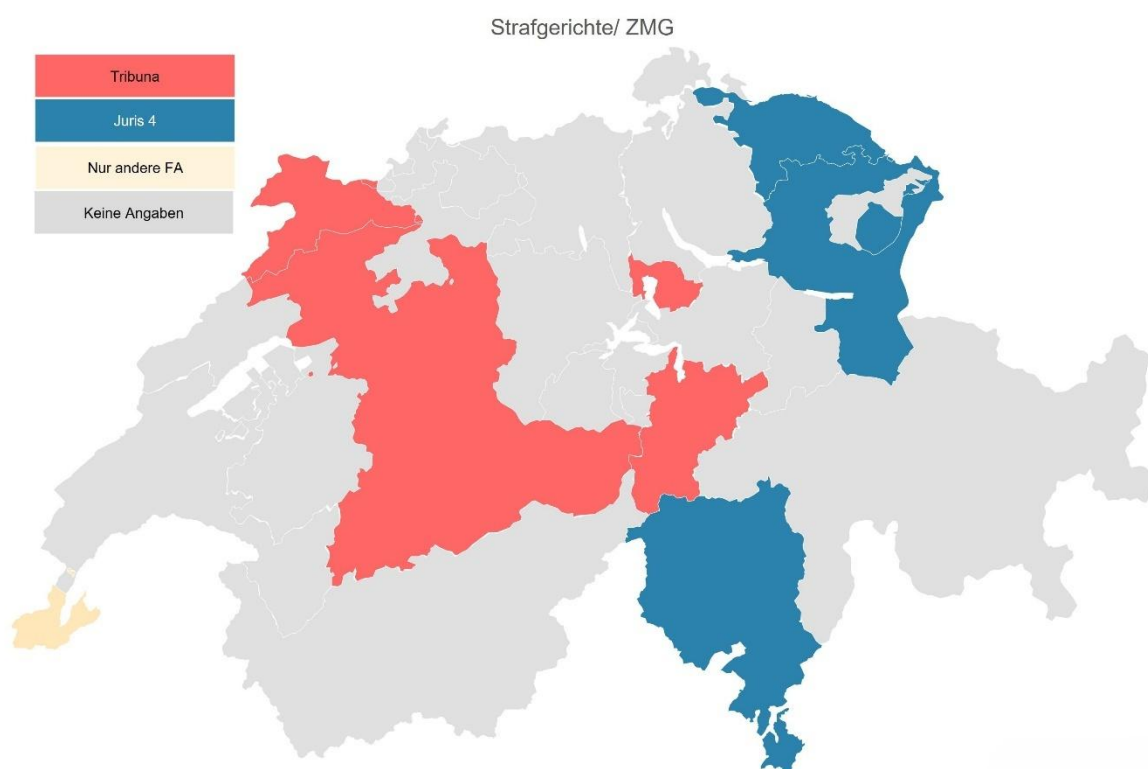 Strafgerichte/ ZMG
Tribuna
Juris 4
Nur andere FA
Keine Angaben